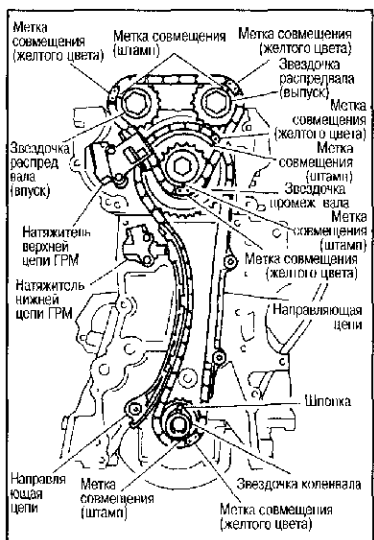 Метка
совмещения
(желтого цвета)
Метка совмещения
(штамп)
Метка совмещения
(желтого цвета)
Звездочка
распредвала
(выпуск)
Метка
совмещения
(желтого цвета)
Метка
совмещения
(штамп)
Звездочка
распред
вала
(впуск)
Звездочка
промеж вала
Метка
совмещения
(штамп)
Натяжитель
верхней
цепи ГРМ
Метка совмещения
(желтого цвета)
Натяжитель
нижней
цепи ГРМ
Направляющая
цепи
Шпонка
Направля
ющая
цепи
Метка
совмещения
(штамп)
Звездочка коленвала
Метка совмещения
(желтого цвета)